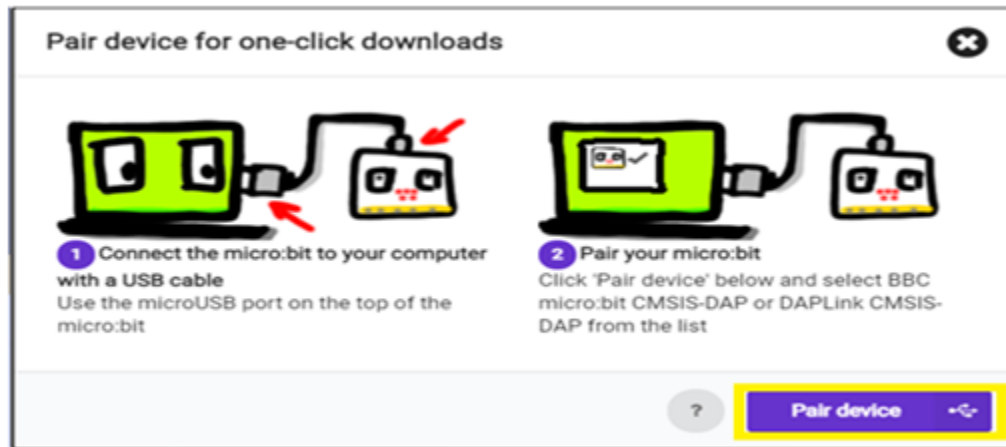 Pair device for one-click downloads
1 Connect the micro:bit to your computer
with a USB cable
Use the microUSB port on the top of the
micro:bit
2 Pair your micro:bit
Click 'Pair device' below and select BBC
micro:bit CMSIS-DAP or DAPLink CMSIS-
DAP from the list
?
Pair device